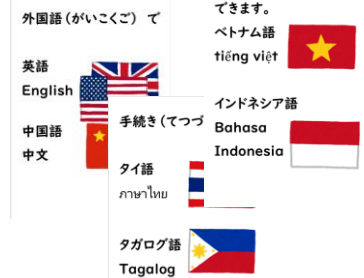 外国語(がいこくご) で
英語
English
中国語
中文
手続き(てつづ
タイ語
ภาษาไทย
タガログ語
Tagalog
できます。
ベトナム語
tiếng việt
インドネシア語
Bahasa
Indonesia